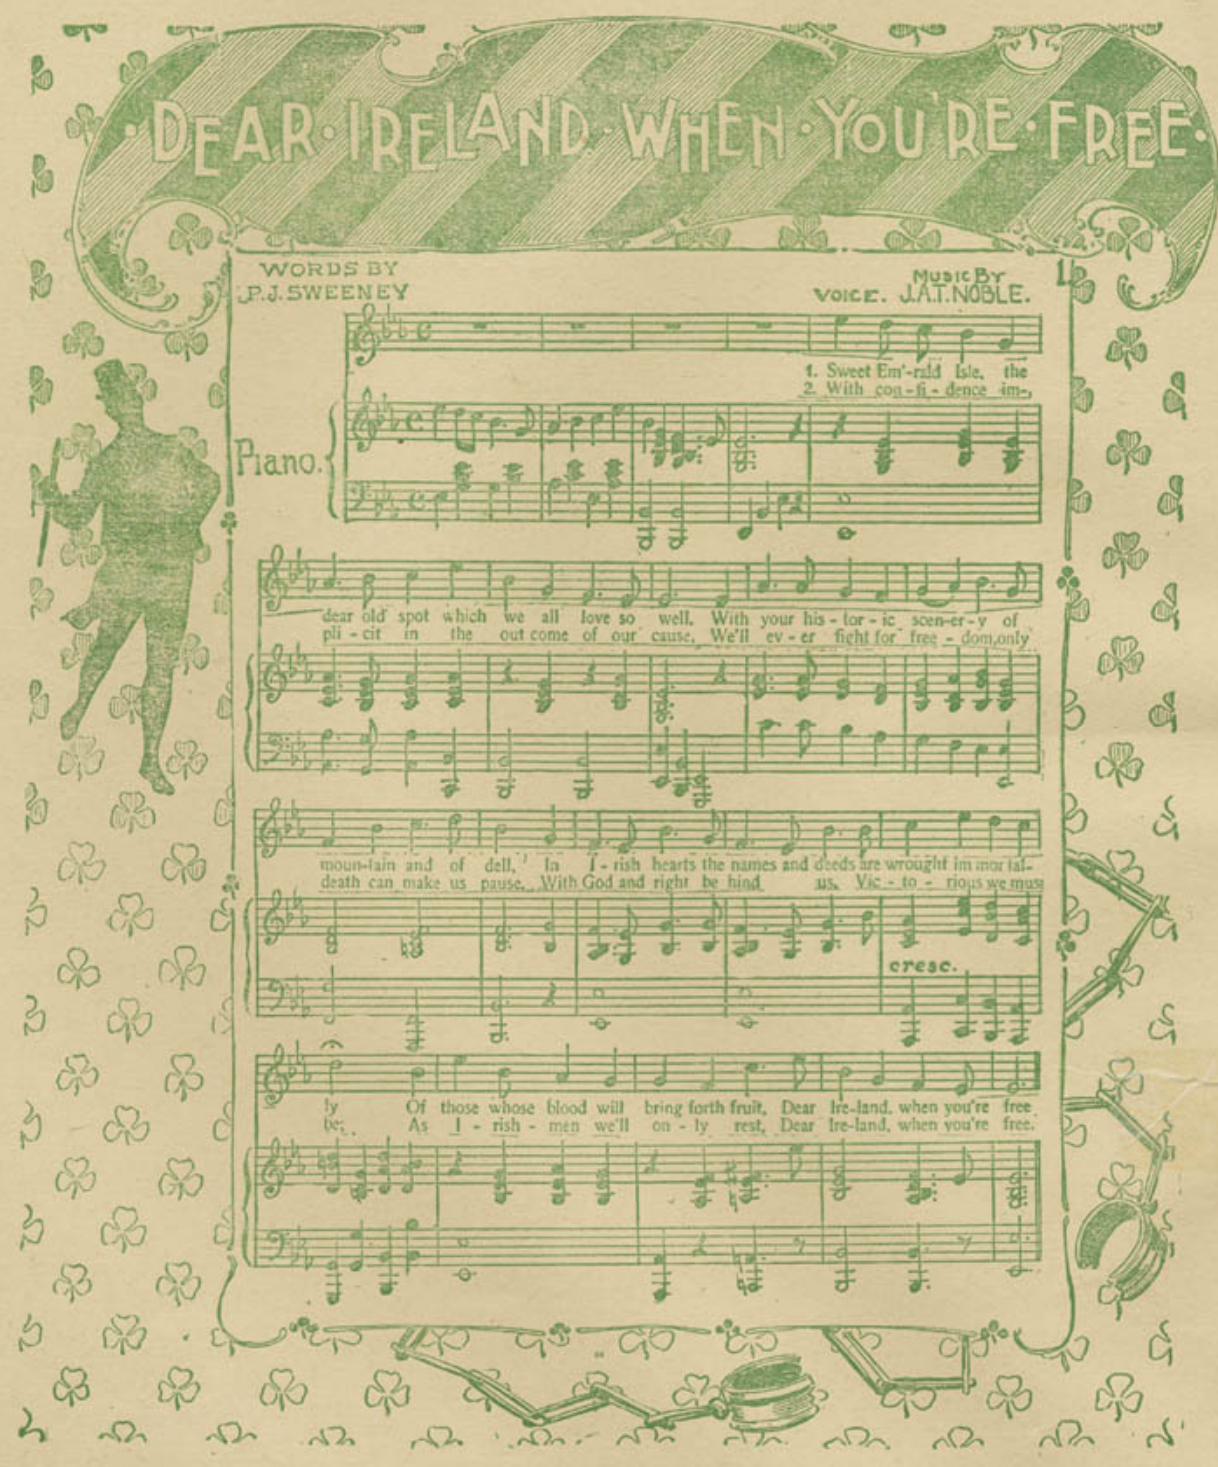 DEAR · IRELAND · WHEN · YOU'RE · FREE ·
WORDS BY
P.J. SWEENEY
MUSIC BY
VOICE. J.A.T. NOBLE.
1
1. Sweet Em'-rald Isle, the
2. With con-fi-dence im-,
Piano.
dear old spot which we all love so well, With your his-tor-ic scen-er-y of
pli-cit in the out come of our cause, We'll ev-er fight for free-dom, only
moun-tain and of dell, In I-rish hearts the names and deeds are wrought im mor tal-
death can make us pause. With God and right be hind us, Vic-to-rious we must
cresc.
ly Of those whose blood will bring forth fruit, Dear Ire-land, when you're free
be; As I-rish-men we'll on-ly rest, Dear Ire-land, when you're free.